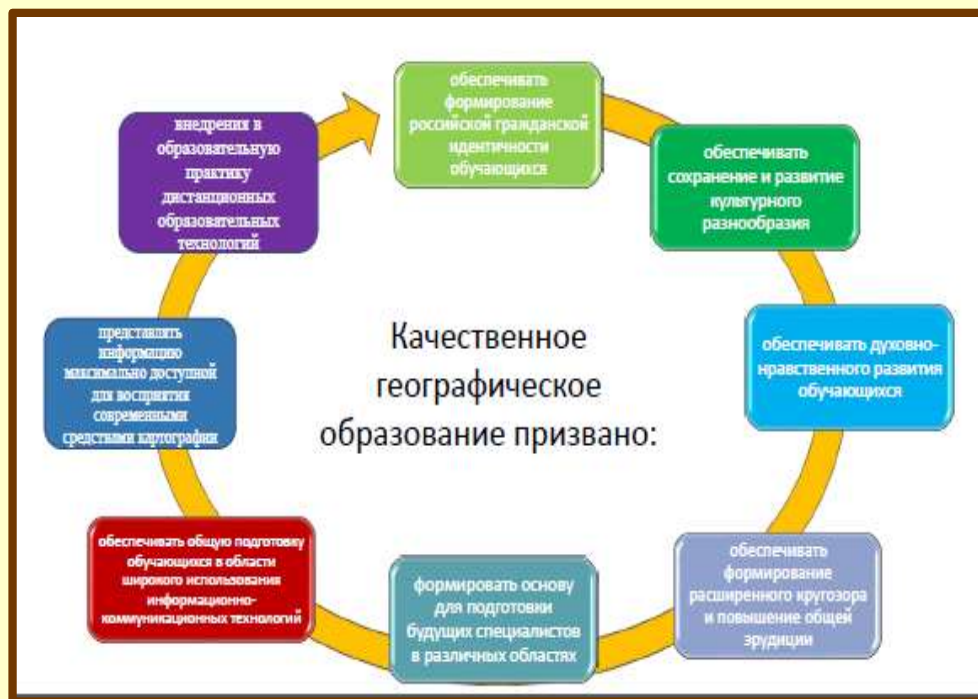 обеспечивать
формирование
российской гражданской
идентичности
обучающихся
обеспечивать
сохранение и развитие
культурного
разнообразия
обеспечивать духовно-
нравственного развития
обучающихся
обеспечивать
формирование
расширенного кругозора
и повышение общей
эрудиции
формировать основу
для подготовки
будущих специалистов
в различных областях
обеспечивать общую подготовку
обучающихся в области
широкого использования
информационно-
коммуникационных технологий
представлять
информацию
максимально доступной
для восприятия
современными
средствами картографии
внедрения в
образовательную
практику
дистанционных
образовательных
технологий
Качественное
географическое
образование призвано: